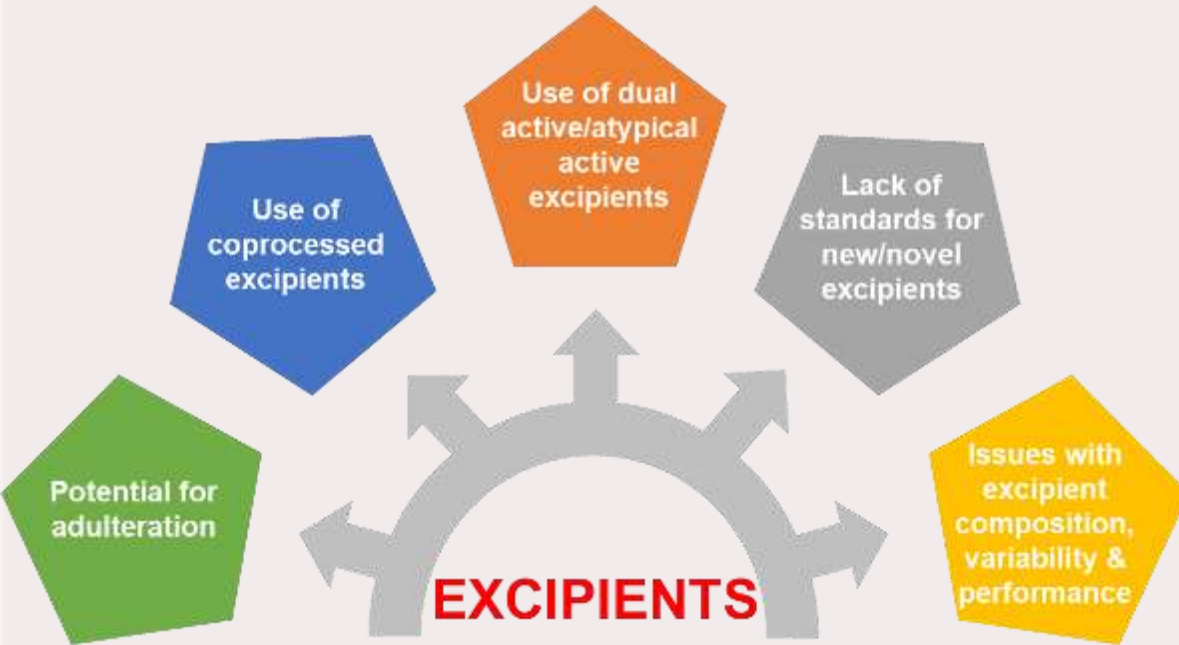 Use of dual
active/atypical
active
excipients
Use of
coprocessed
excipients
Lack of
standards for
new/novel
excipients
Potential for
adulteration
Issues with
excipient
composition,
variability &
performance
EXCIPIENTS